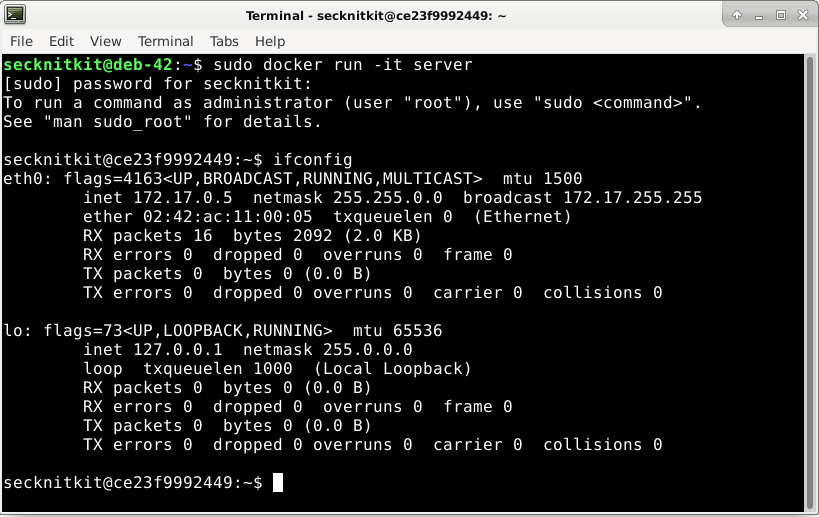 Terminal - secknitkit@ce23f9992449: ~
File Edit View Terminal Tabs Help
secknitkit@deb-42:~$ sudo docker run -it server
[sudo] password for secknitkit:
To run a command as administrator (user "root"), use "sudo <command>".
See "man sudo_root" for details.

secknitkit@ce23f9992449:~$ ifconfig
eth0: flags=4163<UP,BROADCAST,RUNNING,MULTICAST>  mtu 1500
        inet 172.17.0.5  netmask 255.255.0.0  broadcast 172.17.255.255
        ether 02:42:ac:11:00:05  txqueuelen 0  (Ethernet)
        RX packets 16  bytes 2092 (2.0 KB)
        RX errors 0  dropped 0  overruns 0  frame 0
        TX packets 0  bytes 0 (0.0 B)
        TX errors 0  dropped 0 overruns 0  carrier 0  collisions 0

lo: flags=73<UP,LOOPBACK,RUNNING>  mtu 65536
        inet 127.0.0.1  netmask 255.0.0.0
        loop  txqueuelen 1000  (Local Loopback)
        RX packets 0  bytes 0 (0.0 B)
        RX errors 0  dropped 0  overruns 0  frame 0
        TX packets 0  bytes 0 (0.0 B)
        TX errors 0  dropped 0 overruns 0  carrier 0  collisions 0

secknitkit@ce23f9992449:~$